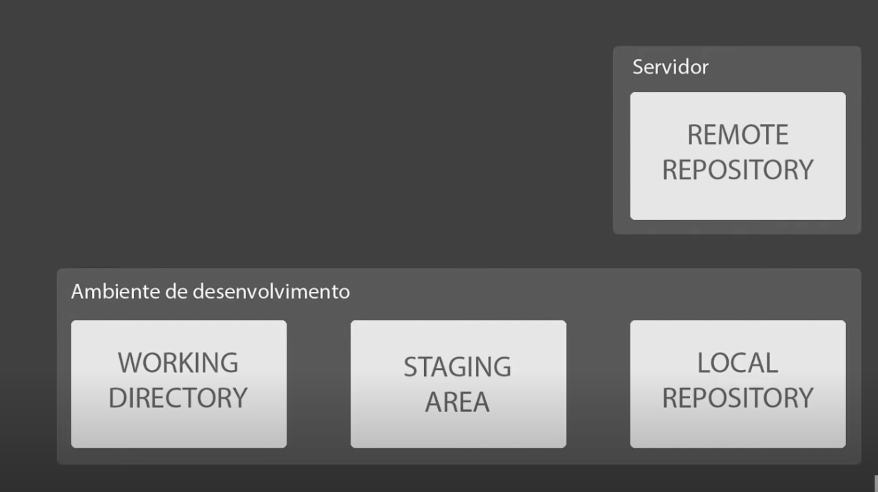 Servidor
REMOTE
REPOSITORY
Ambiente de desenvolvimento
WORKING
DIRECTORY
STAGING
AREA
LOCAL
REPOSITORY